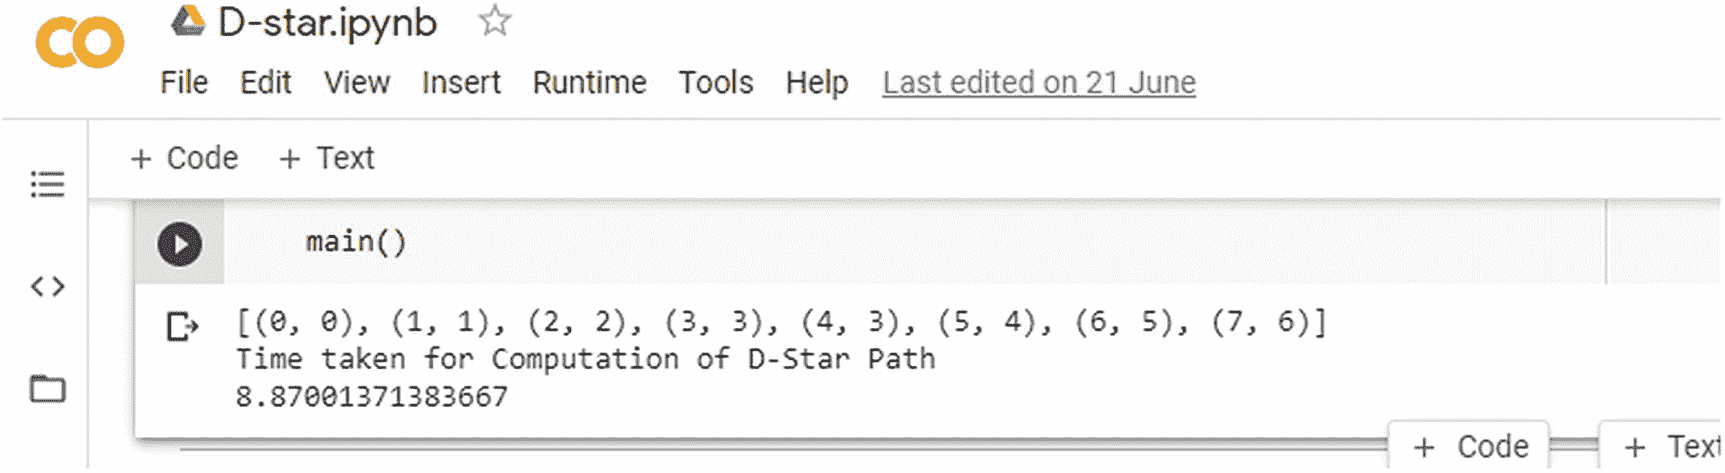 CO
D-star.ipynb
File Edit View Insert Runtime Tools Help Last edited on 21 June
+ Code + Text
main()
[(0, 0), (1, 1), (2, 2), (3, 3), (4, 3), (5, 4), (6, 5), (7, 6)]
Time taken for Computation of D-Star Path
8.87001371383667
+ Code + Text